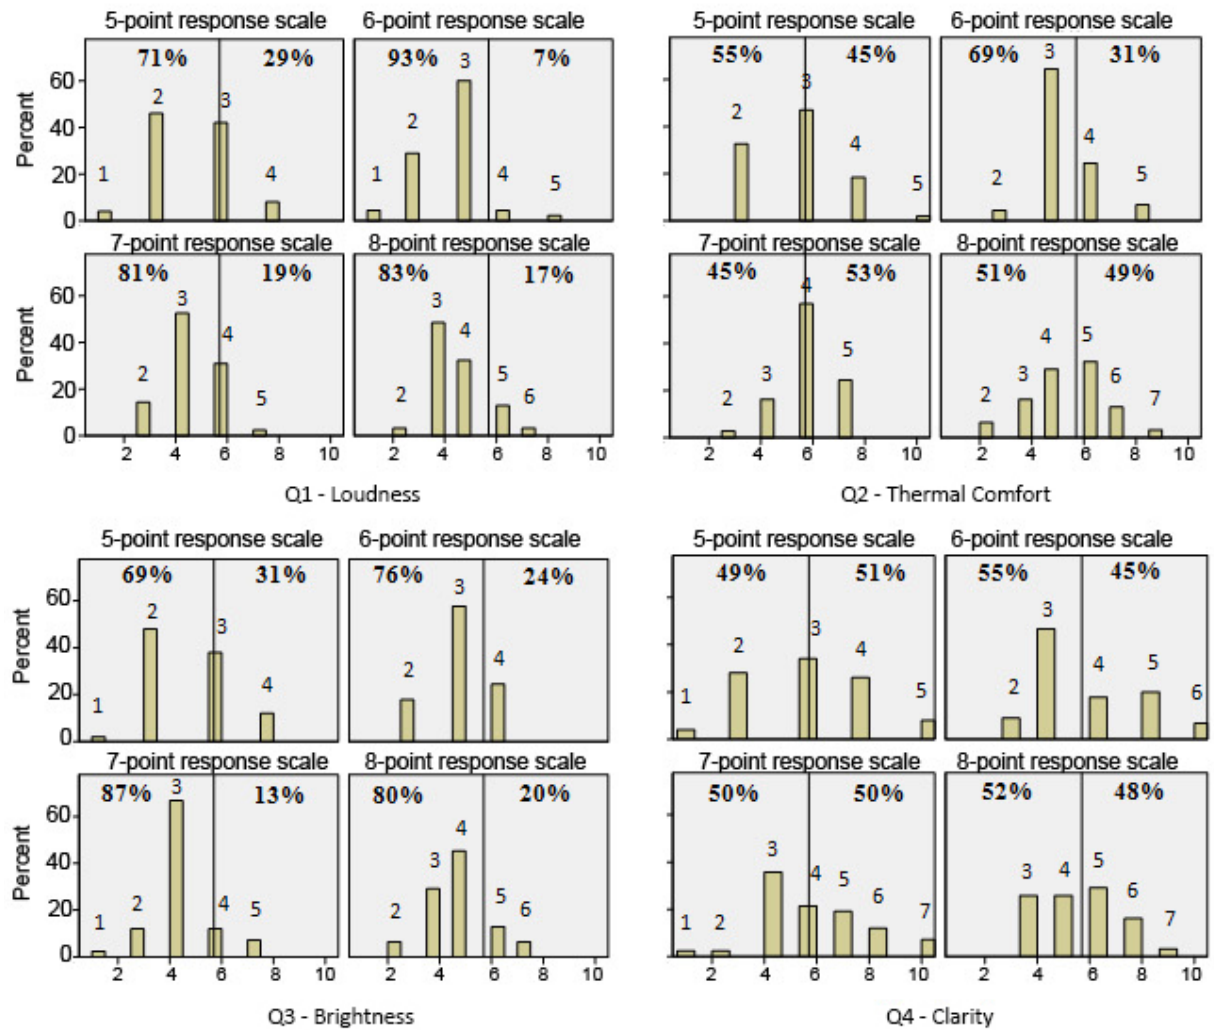 5-point response scale 6-point response scale 5-point response scale 6-point response scale
71% 29% 93% 7% 55% 45% 69% 31%
Percent
60
40
20
0
1 2 3 4
1 2 3 4 5
2 3 4 5
2 3 4 5
7-point response scale 8-point response scale 7-point response scale 8-point response scale
81% 19% 83% 17% 45% 53% 51% 49%
Percent
60
40
20
0
2 3 4 5
2 3 4 5 6
2 3 4 5
2 3 4 5 6 7
2 4 6 8 10 2 4 6 8 10 2 4 6 8 10 2 4 6 8 10
Q1 - Loudness Q2 - Thermal Comfort
5-point response scale 6-point response scale 5-point response scale 6-point response scale
69% 31% 76% 24% 49% 51% 55% 45%
Percent
60
40
20
0
1 2 3 4
2 3 4
1 2 3 4 5
2 3 4 5 6
7-point response scale 8-point response scale 7-point response scale 8-point response scale
87% 13% 80% 20% 50% 50% 52% 48%
Percent
60
40
20
0
1 2 3 4 5
2 3 4 5 6
1 2 3 4 5 6 7
3 4 5 6 7
2 4 6 8 10 2 4 6 8 10 2 4 6 8 10 2 4 6 8 10
Q3 - Brightness Q4 - Clarity